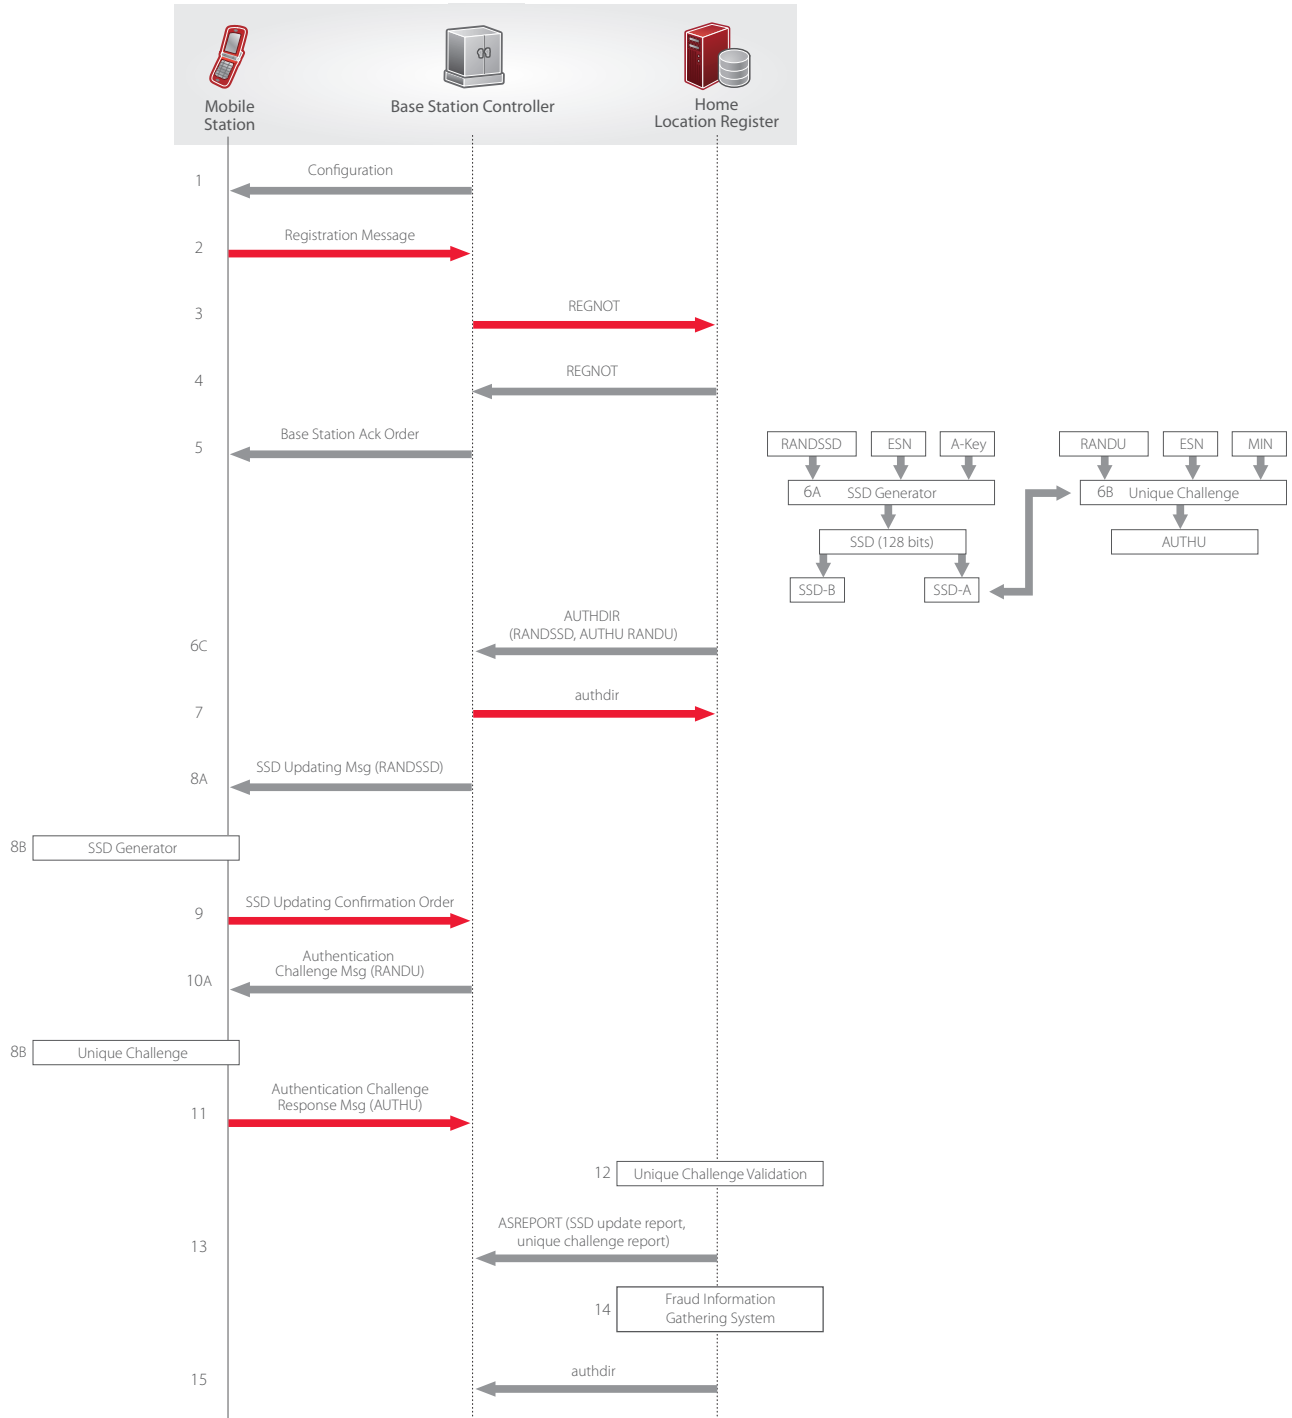 Mobile
Station
Base Station Controller
Home
Location Register
1
Configuration
2
Registration Message
3
REGNOT
4
REGNOT
5
Base Station Ack Order
RANDSSD
ESN
A-Key
6A
SSD Generator
SSD (128 bits)
SSD-B
SSD-A
RANDU
ESN
MIN
6B
Unique Challenge
AUTHU
6C
AUTHDIR
(RANDSSD, AUTHU RANDU)
7
authdir
8A
SSD Updating Msg (RANDSSD)
8B
SSD Generator
9
SSD Updating Confirmation Order
10A
Authentication
Challenge Msg (RANDU)
8B
Unique Challenge
11
Authentication Challenge
Response Msg (AUTHU)
12
Unique Challenge Validation
13
ASREPORT (SSD update report,
unique challenge report)
14
Fraud Information
Gathering System
15
authdir